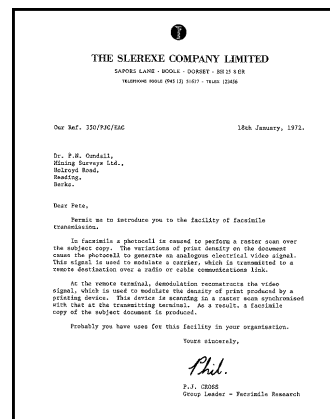 THE SLEREXE COMPANY LIMITED
SAPORS LANE - BOOLE - DORSET - BH 25 8 ER
TELEPHONE BOOLE (945 13) 51617 - TELEX 123456
Our Ref. 350/PJC/EAC 18th January, 1972.
Dr. P.N. Cundall,
Mining Surveys Ltd.,
Holroyd Road,
Reading,
Berks.
Dear Pete,
Permit me to introduce you to the facility of facsimile
transmission.
In facsimile a photocell is caused to perform a raster scan over
the subject copy. The variations of print density on the document
cause the photocell to generate an analogous electrical video signal.
This signal is used to modulate a carrier, which is transmitted to a
remote destination over a radio or cable communications link.
At the remote terminal, demodulation reconstructs the video
signal, which is used to modulate the density of print produced by a
printing device. This device is scanning in a raster scan synchronised
with that at the transmitting terminal. As a result, a facsimile
copy of the subject document is produced.
Probably you have uses for this facility in your organisation.
Yours sincerely,
Phil.
P.J. CROSS
Group Leader - Facsimile Research